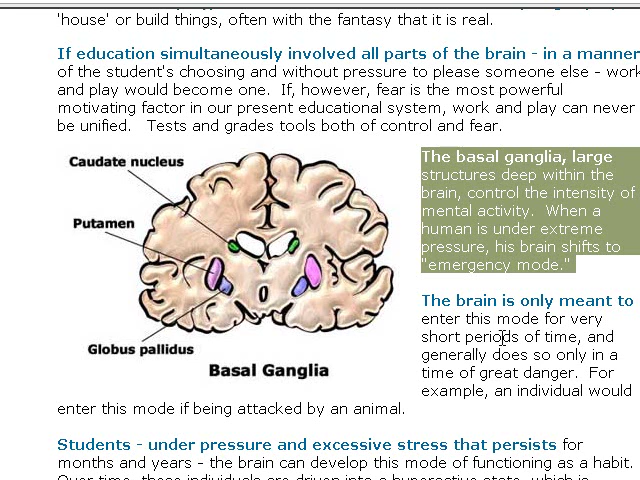 'house' or build things, often with the fantasy that it is real.
If education simultaneously involved all parts of the brain - in a manner
of the student's choosing and without pressure to please someone else - work
and play would become one.  If, however, fear is the most powerful
motivating factor in our present educational system, work and play can never
be unified.   Tests and grades tools both of control and fear.
Caudate nucleus
Putamen
Globus pallidus
Basal Ganglia
The basal ganglia, large
structures deep within the
brain, control the intensity of
mental activity.  When a
human is under extreme
pressure, his brain shifts to
"emergency mode."
The brain is only meant to
enter this mode for very
short periods of time, and
generally does so only in a
time of great danger.  For
example, an individual would
enter this mode if being attacked by an animal.
Students - under pressure and excessive stress that persists for
months and years - the brain can develop this mode of functioning as a habit.